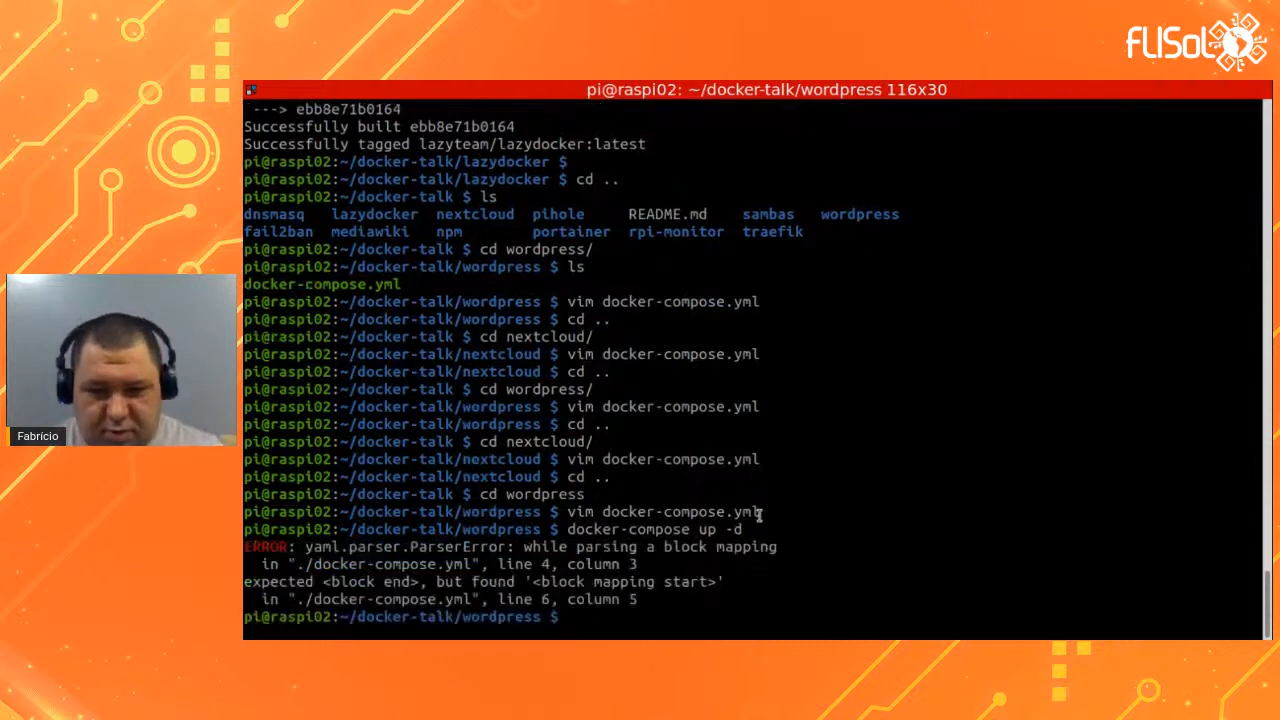 FLISoL
pi@raspi02: ~/docker-talk/wordpress 116x30
---> ebb8e71b0164
Successfully built ebb8e71b0164
Successfully tagged lazyteam/lazydocker:latest
pi@raspi02:~/docker-talk/lazydocker $
pi@raspi02:~/docker-talk/lazydocker $ cd ..
pi@raspi02:~/docker-talk $ ls
dnsmasq lazydocker nextcloud pihole README.md sambas wordpress
fail2ban mediawiki npm portainer rpi-monitor traefik
pi@raspi02:~/docker-talk $ cd wordpress/
pi@raspi02:~/docker-talk/wordpress $ ls
docker-compose.yml
pi@raspi02:~/docker-talk/wordpress $ vim docker-compose.yml
pi@raspi02:~/docker-talk/wordpress $ cd ..
pi@raspi02:~/docker-talk $ cd nextcloud/
pi@raspi02:~/docker-talk/nextcloud $ vim docker-compose.yml
pi@raspi02:~/docker-talk/nextcloud $ cd ..
pi@raspi02:~/docker-talk $ cd wordpress/
pi@raspi02:~/docker-talk/wordpress $ vim docker-compose.yml
pi@raspi02:~/docker-talk/wordpress $ cd ..
pi@raspi02:~/docker-talk $ cd nextcloud/
pi@raspi02:~/docker-talk/nextcloud $ vim docker-compose.yml
pi@raspi02:~/docker-talk/nextcloud $ cd ..
pi@raspi02:~/docker-talk $ cd wordpress
pi@raspi02:~/docker-talk/wordpress $ vim docker-compose.yml
pi@raspi02:~/docker-talk/wordpress $ docker-compose up -d
ERROR: yaml.parser.ParserError: while parsing a block mapping
in "./docker-compose.yml", line 4, column 3
expected <block end>, but found '<block mapping start>'
in "./docker-compose.yml", line 6, column 5
pi@raspi02:~/docker-talk/wordpress $
Fabrício